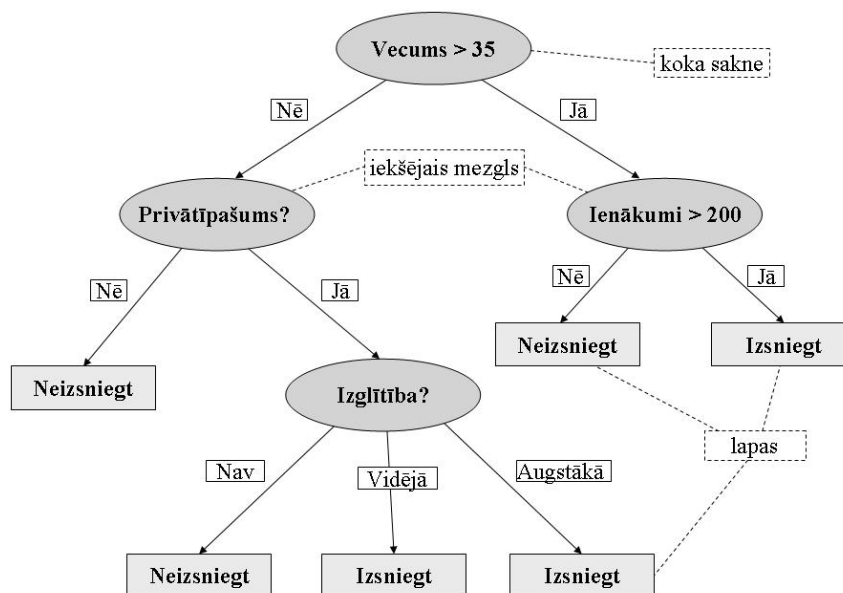 Vecums > 35
koka sakne
Nē
Jā
iekšējais mezgls
Privātīpašums?
Ienākumi > 200
Nē
Jā
Nē
Jā
Neizsniegt
Izsniegt
Neizsniegt
Izglītība?
lapas
Nav
Vidējā
Augstākā
Neizsniegt
Izsniegt
Izsniegt